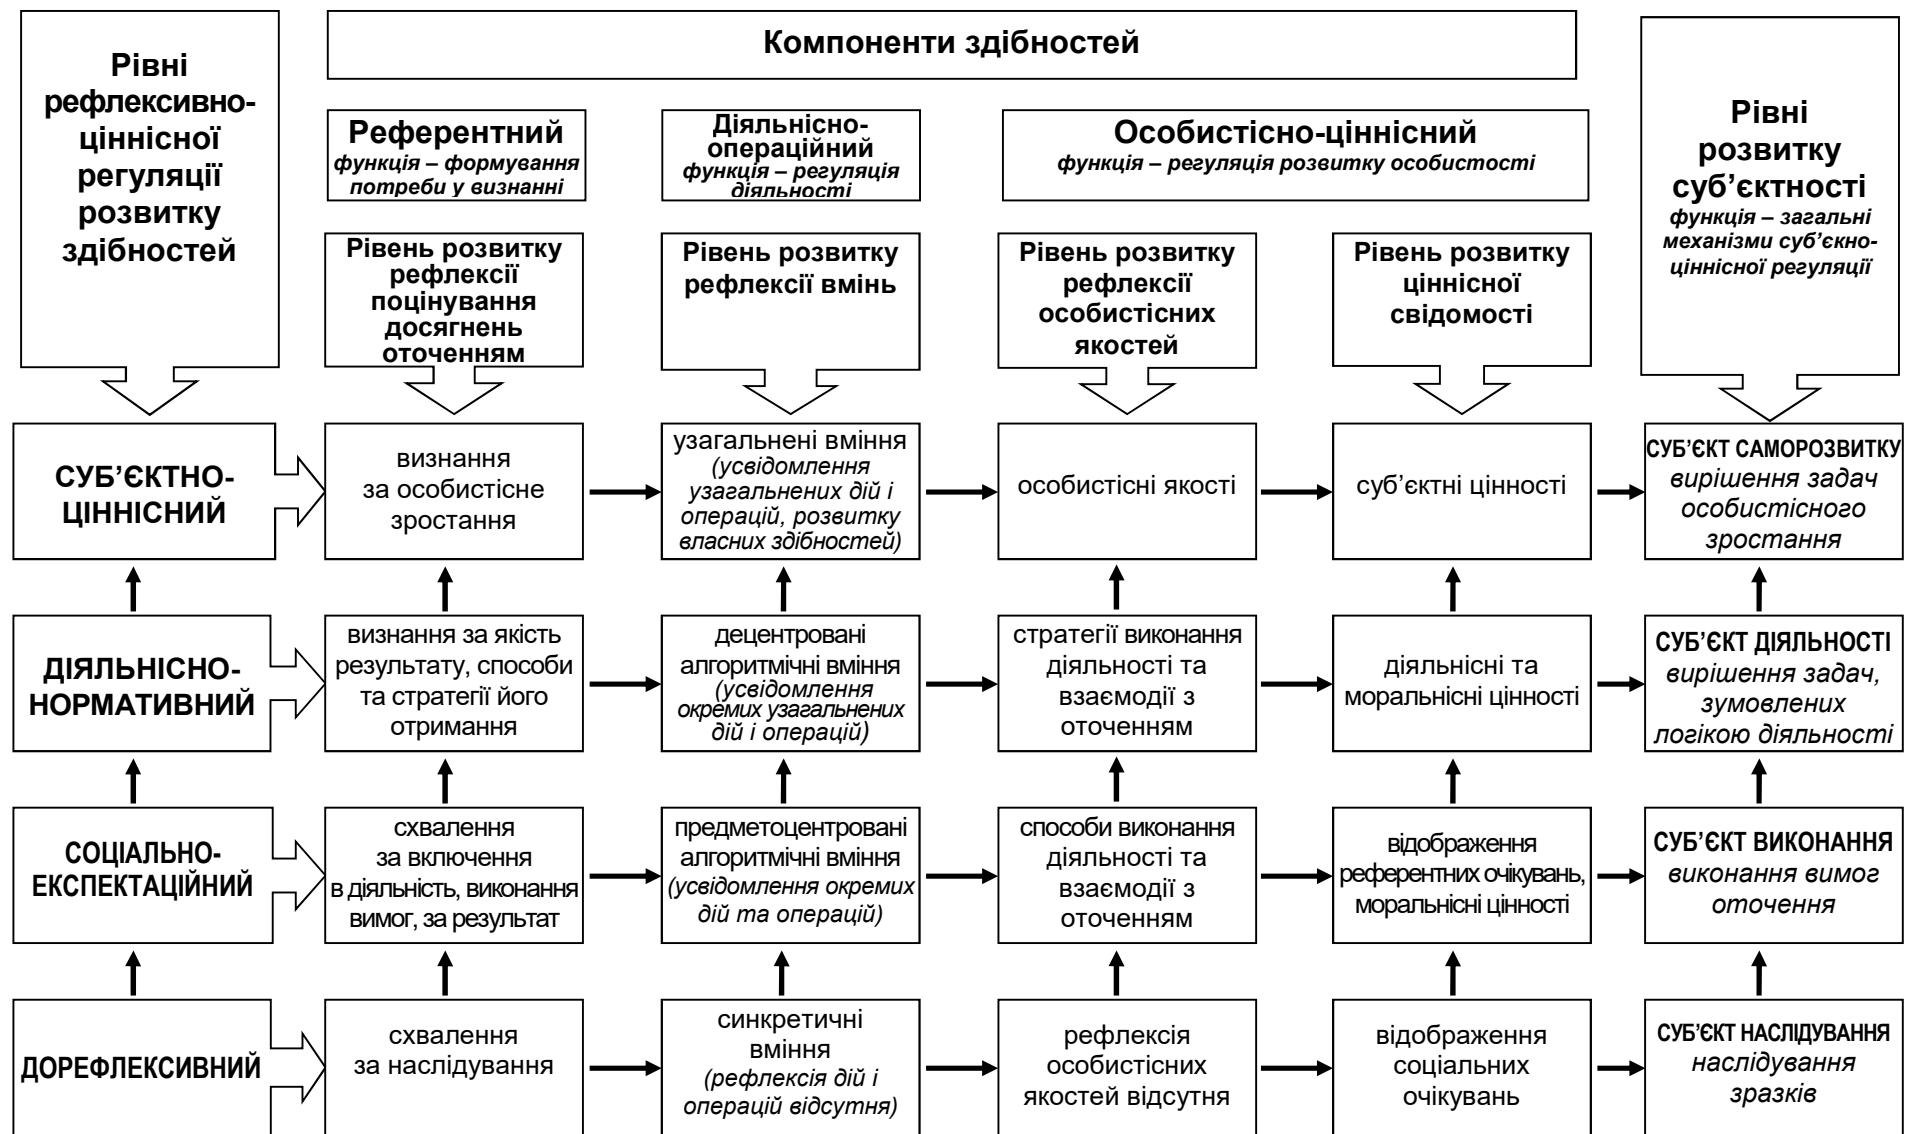 Рівні
рефлексивно-
ціннісної
регуляції
розвитку
здібностей
Компоненти здібностей
Референтний
функція – формування
потреби у визнанні
Діяльнісно-
операційний
функція – регуляція
діяльності
Особистісно-ціннісний
функція – регуляція розвитку особистості
Рівні
розвитку
суб’єктності
функція – загальні
механізми суб’єкно-
ціннісної регуляції
Рівень розвитку
рефлексії
поцінування
досягнень
оточенням
Рівень розвитку
рефлексії вмінь
Рівень розвитку
рефлексії
особистісних
якостей
Рівень розвитку
ціннісної
свідомості
СУБ’ЄКТНО-
ЦІННІСНИЙ
визнання
за особистісне
зростання
узагальнені вміння
(усвідомлення
узагальнених дій і
операцій, розвитку
власних здібностей)
особистісні якості
суб’єктні цінності
СУБ’ЄКТ САМОРОЗВИТКУ
вирішення задач
особистісного
зростання
ДІЯЛЬНІСНО-
НОРМАТИВНИЙ
визнання за якість
результату, способи
та стратегії його
отримання
децентровані
алгоритмічні вміння
(усвідомлення
окремих узагальнених
дій і операцій)
стратегії виконання
діяльності та
взаємодії з
оточенням
діяльнісні та
моральнісні цінності
СУБ’ЄКТ ДІЯЛЬНОСТІ
вирішення задач,
зумовлених
логікою діяльності
СОЦІАЛЬНО-
ЕКСПЕКТАЦІЙНИЙ
схвалення
за включення
в діяльність, виконання
вимог, за результат
предметоцентровані
алгоритмічні вміння
(усвідомлення окремих
дій та операцій)
способи виконання
діяльності та
взаємодії з
оточенням
відображення
референтних очікувань,
моральнісні цінності
СУБ’ЄКТ ВИКОНАННЯ
виконання вимог
оточення
ДОРЕФЛЕКСИВНИЙ
схвалення
за наслідування
синкретичні
вміння
(рефлексія дій і
операцій відсутня)
рефлексія
особистісних
якостей відсутня
відображення
соціальних
очікувань
СУБ’ЄКТ НАСЛІДУВАННЯ
наслідування
зразків